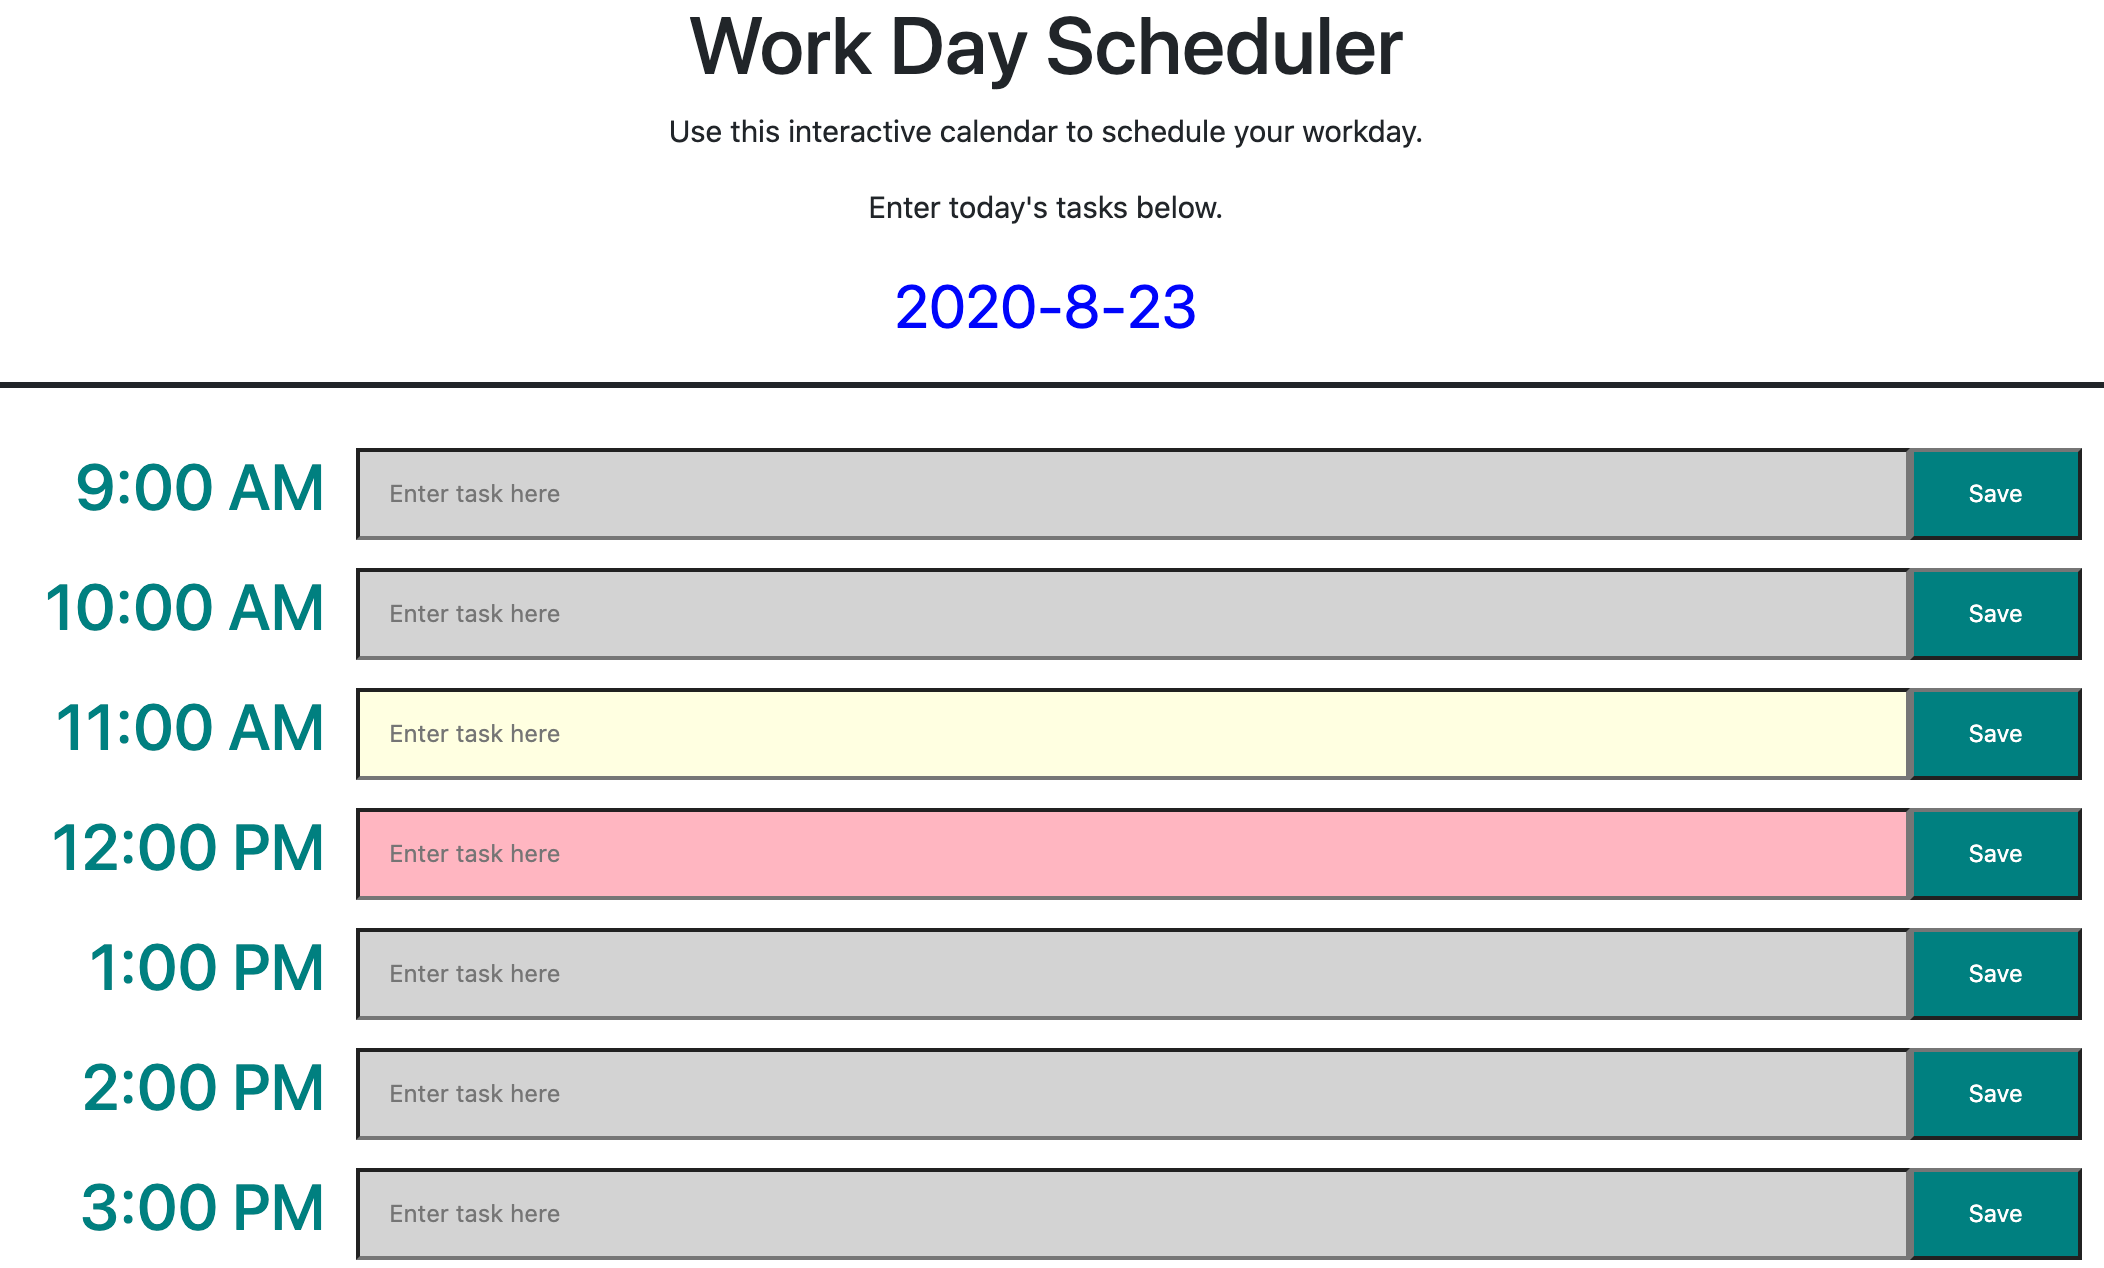 Work Day Scheduler
Use this interactive calendar to schedule your workday.
Enter today's tasks below.
2020-8-23
9:00 AM Enter task here Save
10:00 AM Enter task here Save
11:00 AM Enter task here Save
12:00 PM Enter task here Save
1:00 PM Enter task here Save
2:00 PM Enter task here Save
3:00 PM Enter task here Save